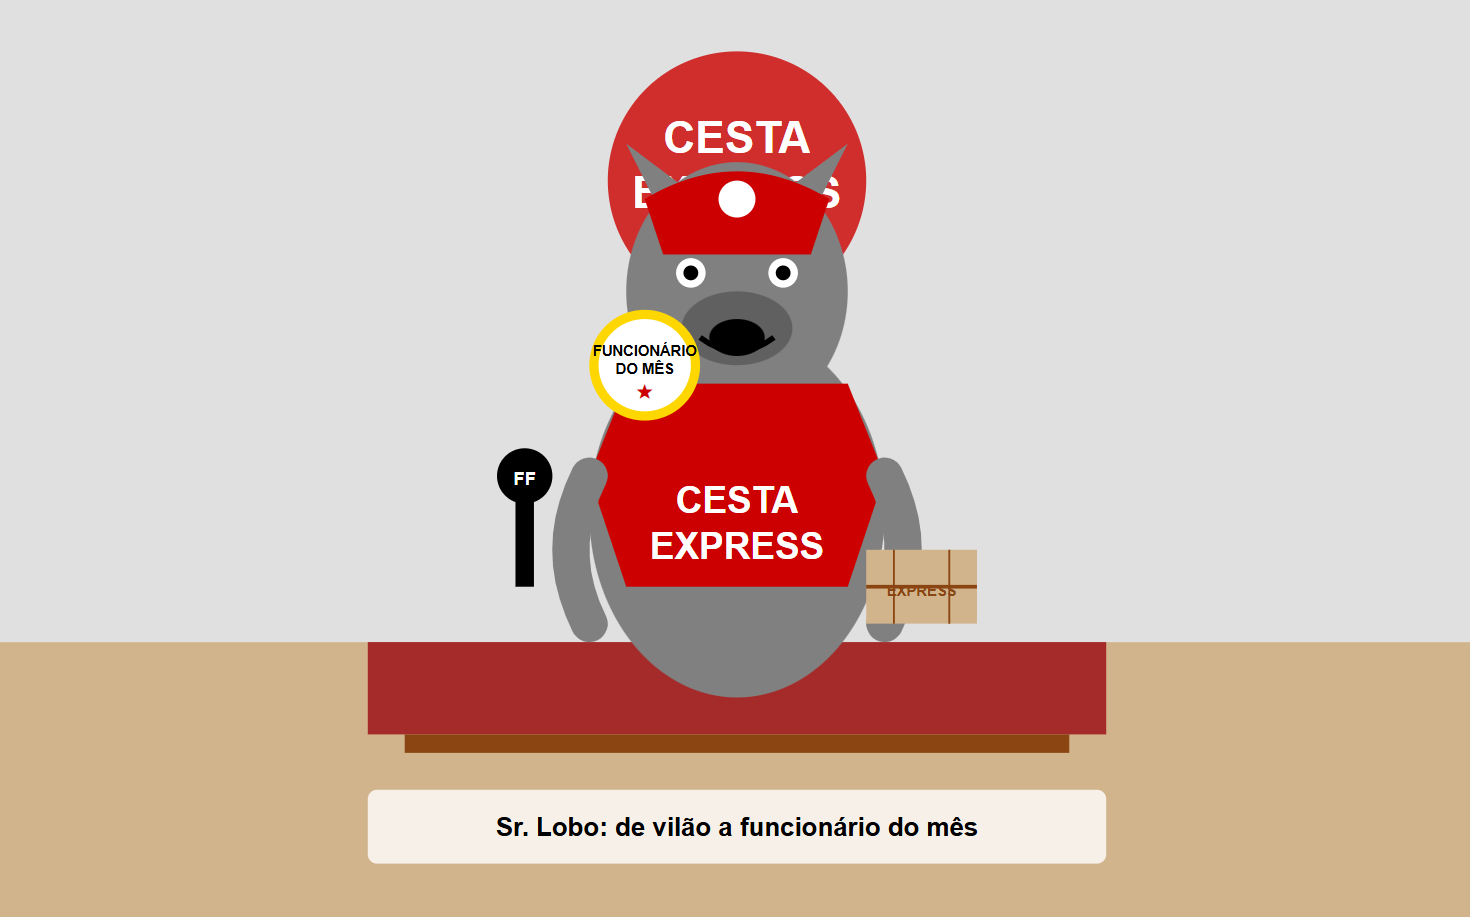 CESTA
FUNCIONÁRIO
DO MÊS
★
FF
CESTA
EXPRESS
EXPRESS
Sr. Lobo: de vilão a funcionário do mês